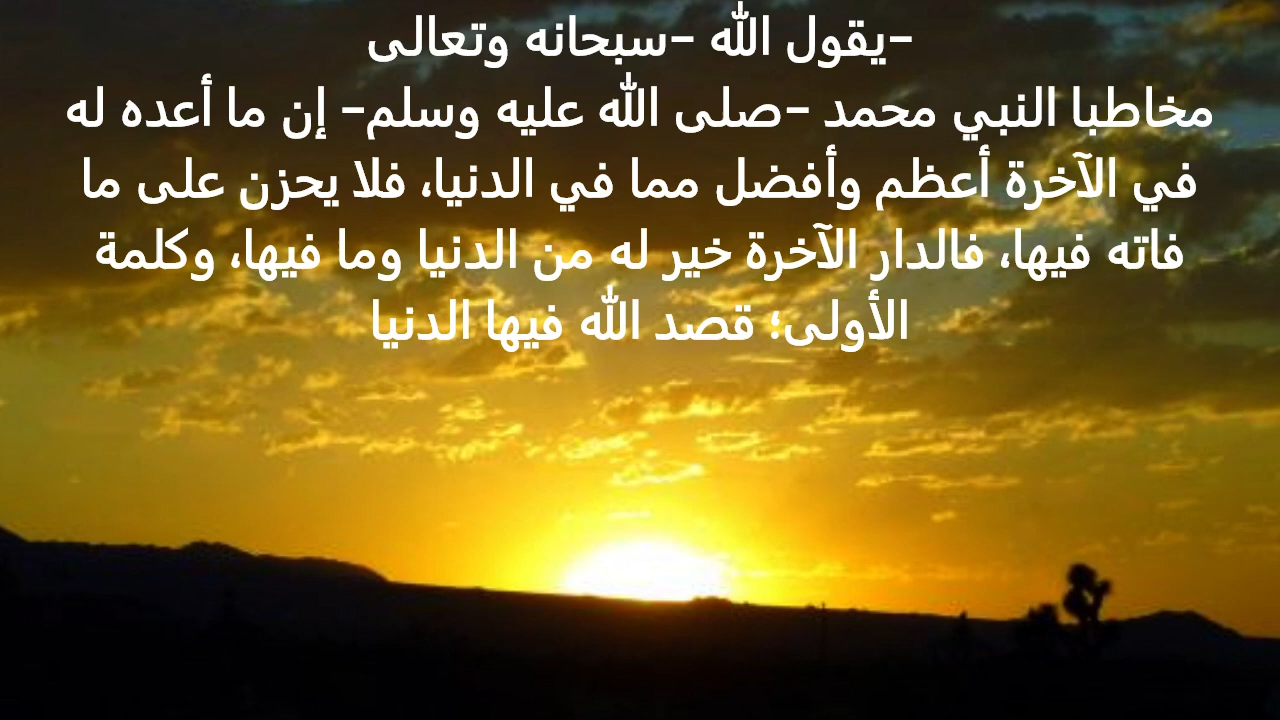 يقول الله –سبحانه وتعالى–
مخاطبا النبي محمد –صلى الله عليه وسلم– إن ما أعده له
في الآخرة أعظم وأفضل مما في الدنيا، فلا يحزن على ما
فاته فيها، فالدار الآخرة خير له من الدنيا وما فيها، وكلمة
الأولى؛ قصد الله فيها الدنيا